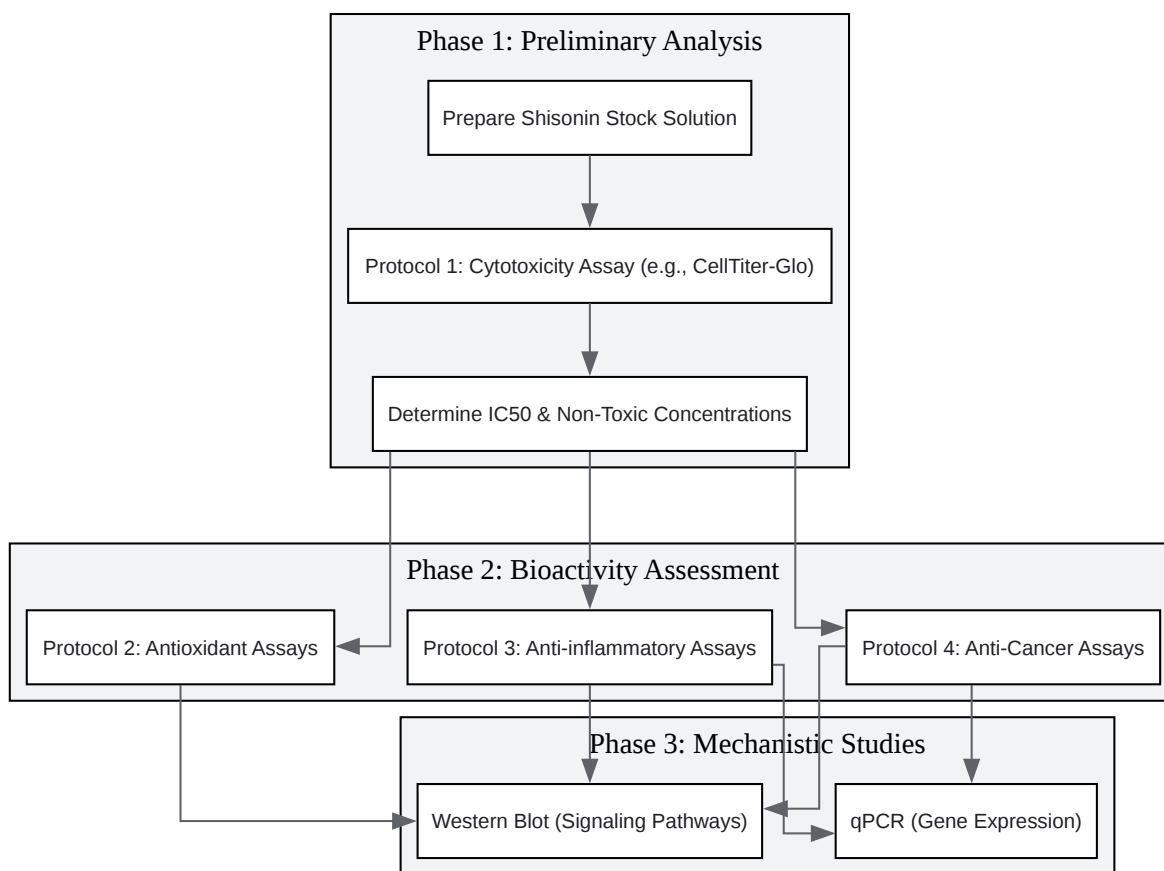 Phase 1: Preliminary Analysis
Prepare Shisonin Stock Solution
Protocol 1: Cytotoxicity Assay (e.g., CellTiter-Glo)
Determine IC50 & Non-Toxic Concentrations
Phase 2: Bioactivity Assessment
Protocol 2: Antioxidant Assays
Protocol 3: Anti-inflammatory Assays
Protocol 4: Anti-Cancer Assays
Phase 3: Mechanistic Studies
Western Blot (Signaling Pathways)
qPCR (Gene Expression)